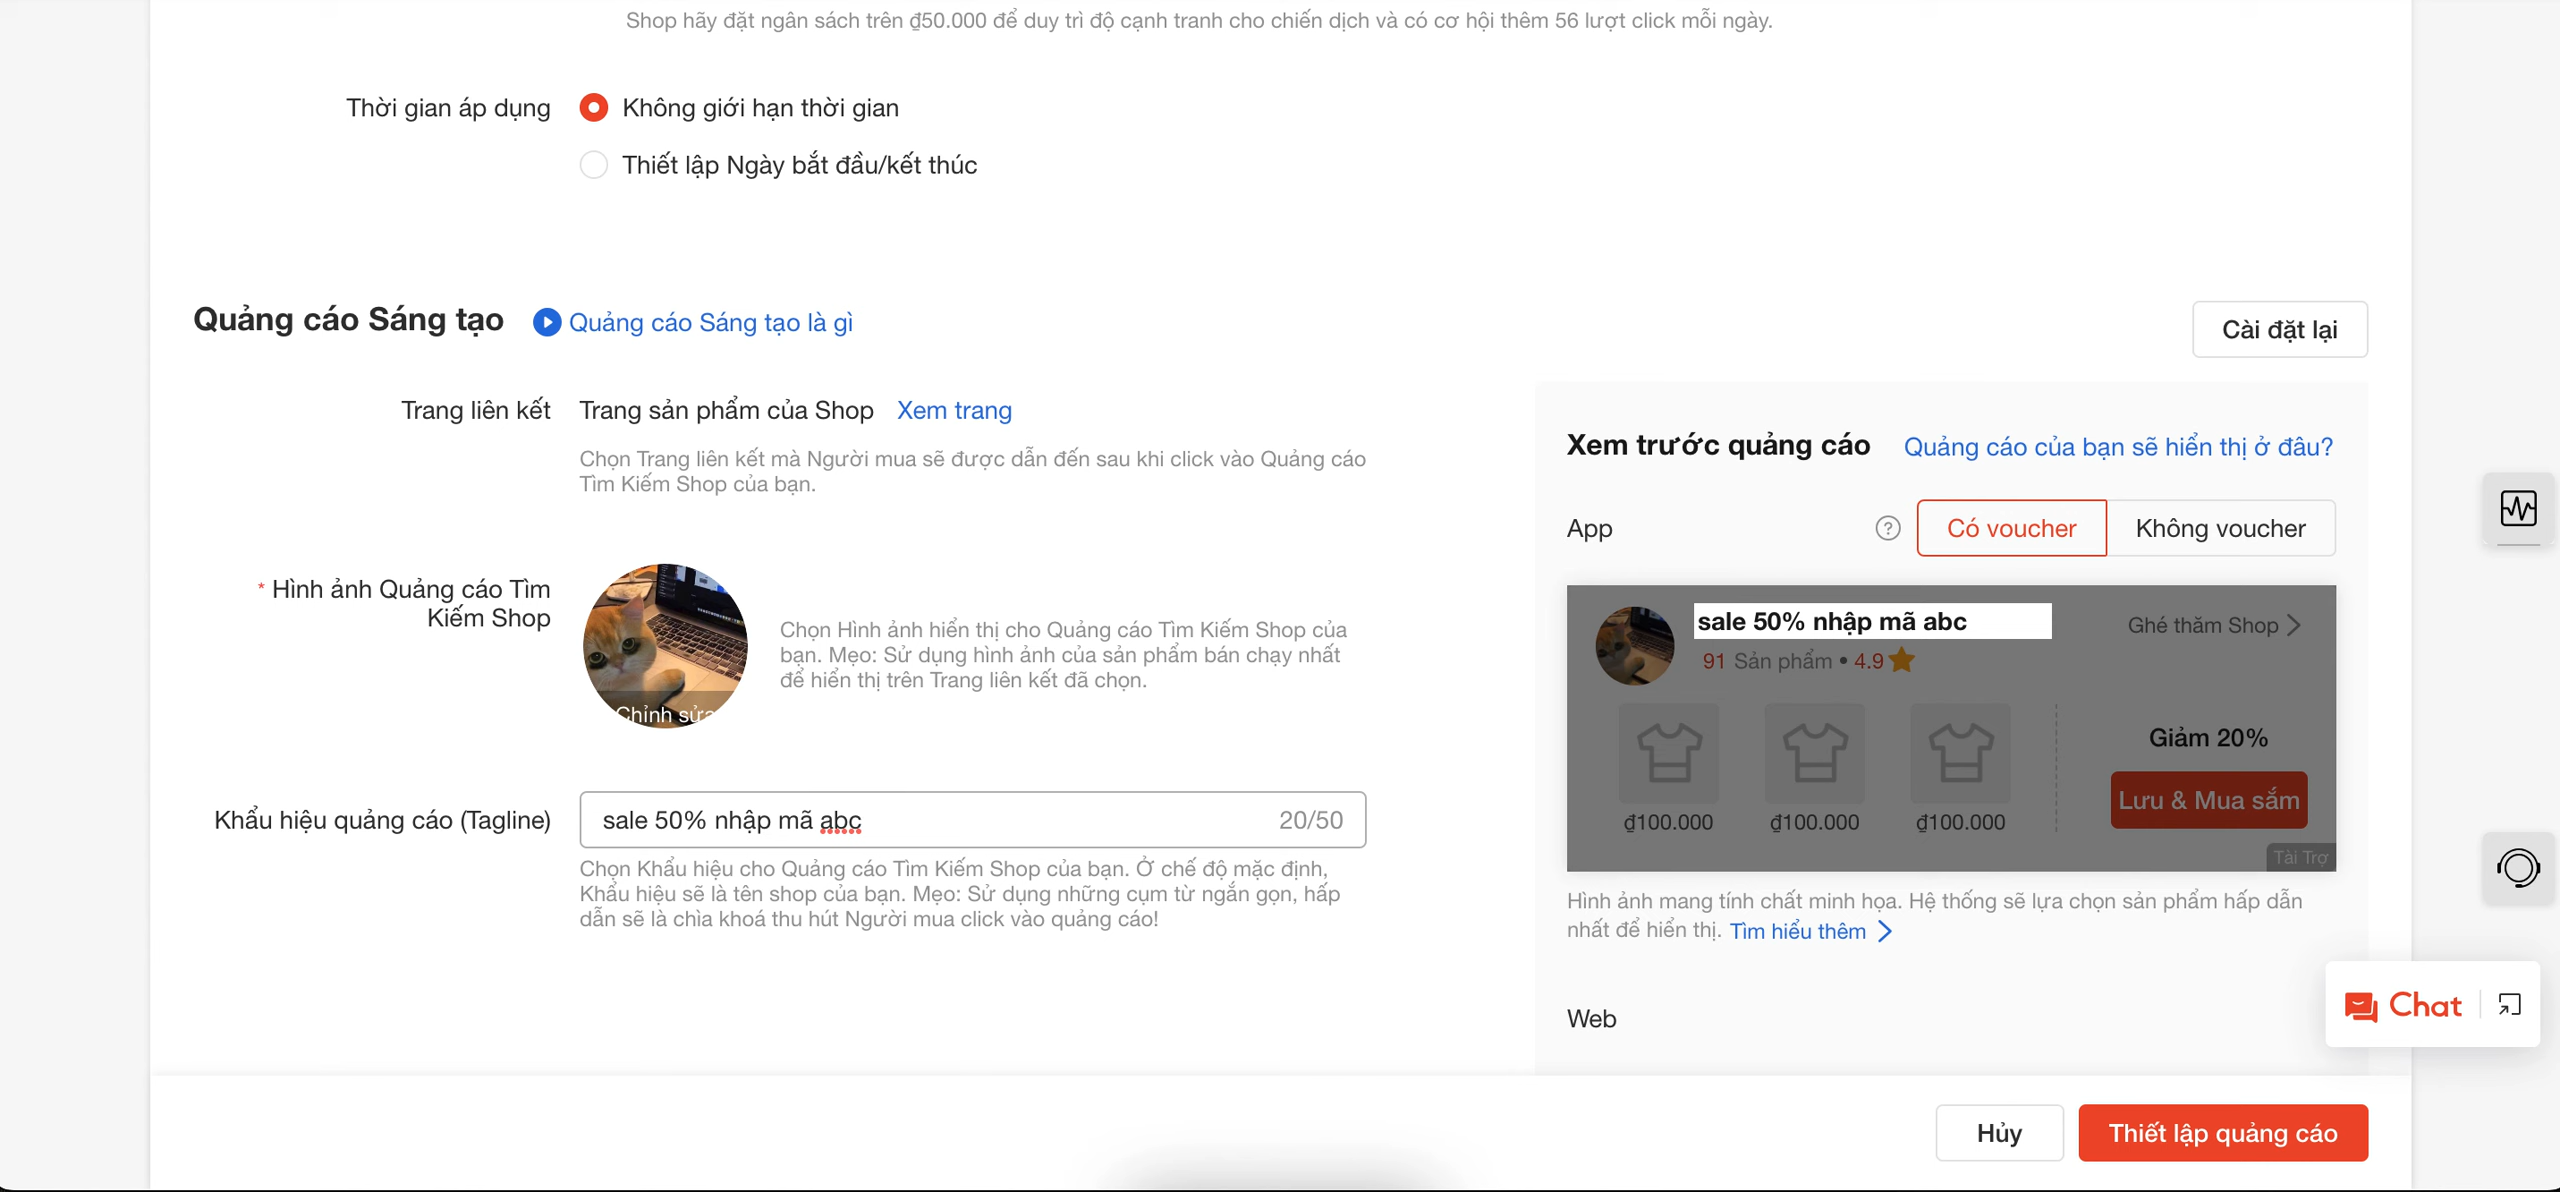 Shop hãy đặt ngân sách trên ₫50.000 để duy trì độ cạnh tranh cho chiến dịch và có cơ hội thêm 56 lượt click mỗi ngày.
Thời gian áp dụng
Không giới hạn thời gian
Thiết lập Ngày bắt đầu/kết thúc
Quảng cáo Sáng tạo
Quảng cáo Sáng tạo là gì
Cài đặt lại
Trang liên kết
Trang sản phẩm của Shop
Xem trang
Chọn Trang liên kết mà Người mua sẽ được dẫn đến sau khi click vào Quảng cáo
Tìm Kiếm Shop của bạn.
* Hình ảnh Quảng cáo Tìm
Kiếm Shop
Chỉnh sửa
Chọn Hình ảnh hiển thị cho Quảng cáo Tìm Kiếm Shop của
bạn. Mẹo: Sử dụng hình ảnh của sản phẩm bán chạy nhất
để hiển thị trên Trang liên kết đã chọn.
Khẩu hiệu quảng cáo (Tagline)
sale 50% nhập mã abc
20/50
Chọn Khẩu hiệu cho Quảng cáo Tìm Kiếm Shop của bạn. Ở chế độ mặc định,
Khẩu hiệu sẽ là tên shop của bạn. Mẹo: Sử dụng những cụm từ ngắn gọn, hấp
dẫn sẽ là chìa khoá thu hút Người mua click vào quảng cáo!
Xem trước quảng cáo
Quảng cáo của bạn sẽ hiển thị ở đâu?
App
?
Có voucher
Không voucher
sale 50% nhập mã abc
Ghé thăm Shop
91 Sản phẩm • 4.9
Giảm 20%
Lưu & Mua sắm
₫100.000
₫100.000
₫100.000
Tài Trợ
Hình ảnh mang tính chất minh họa. Hệ thống sẽ lựa chọn sản phẩm hấp dẫn
nhất để hiển thị. Tìm hiểu thêm
Web
Chat
Hủy
Thiết lập quảng cáo